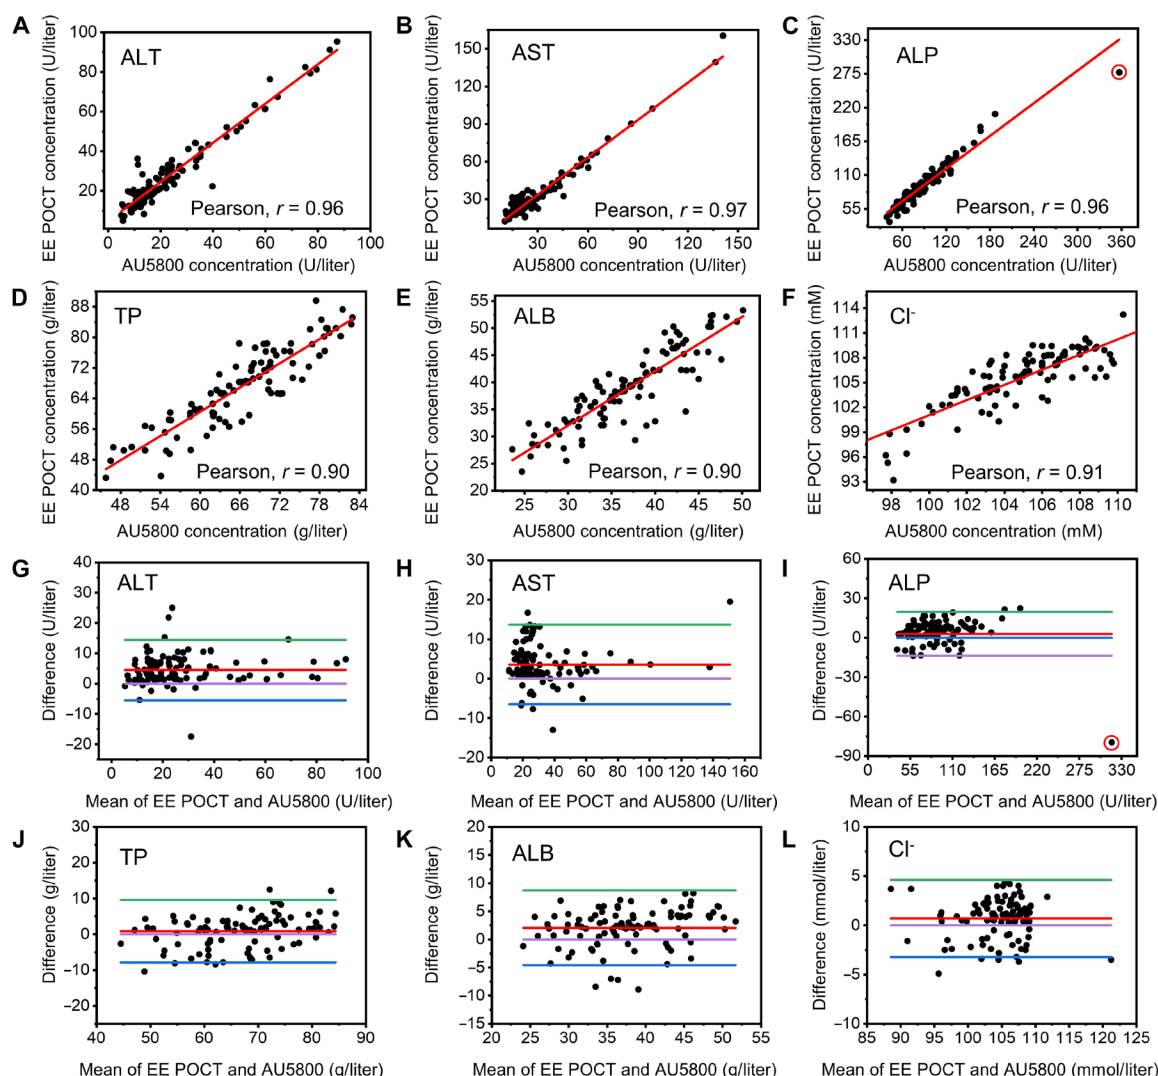 A
EE POCT concentration (U/liter)
ALT
100
80
60
40
20
Pearson, r = 0.96
0 20 40 60 80 100
AU5800 concentration (U/liter)
B
EE POCT concentration (U/liter)
AST
150
120
90
60
30
Pearson, r = 0.97
30 60 90 120 150
AU5800 concentration (U/liter)
C
EE POCT concentration (U/liter)
ALP
330
275
220
165
110
55
Pearson, r = 0.96
60 120 180 240 300 360
AU5800 concentration (U/liter)
D
EE POCT concentration (g/liter)
TP
88
80
72
64
56
48
40
Pearson, r = 0.90
48 54 60 66 72 78 84
AU5800 concentration (g/liter)
E
EE POCT concentration (g/liter)
ALB
55
50
45
40
35
30
25
20
Pearson, r = 0.90
25 30 35 40 45 50
AU5800 concentration (g/liter)
F
EE POCT concentration (mM)
Cl-
114
111
108
105
102
99
96
93
Pearson, r = 0.91
98 100 102 104 106 108 110
AU5800 concentration (mM)
G
Difference (U/liter)
ALT
40
30
20
10
0
−10
−20
0 20 40 60 80 100
Mean of EE POCT and AU5800 (U/liter)
H
Difference (U/liter)
AST
30
20
10
0
−10
−20
0 20 40 60 80 100 120 140 160
Mean of EE POCT and AU5800 (U/liter)
I
Difference (U/liter)
ALP
60
30
0
−30
−60
−90
0 55 110 165 220 275 330
Mean of EE POCT and AU5800 (U/liter)
J
Difference (g/liter)
TP
30
20
10
0
−10
−20
40 50 60 70 80 90
Mean of EE POCT and AU5800 (g/liter)
K
Difference (g/liter)
ALB
20
15
10
5
0
−5
−10
−15
20 25 30 35 40 45 50 55
Mean of EE POCT and AU5800 (g/liter)
L
Difference (mmol/liter)
Cl-
10
5
0
−5
−10
85 90 95 100 105 110 115 120 125
Mean of EE POCT and AU5800 (mmol/liter)